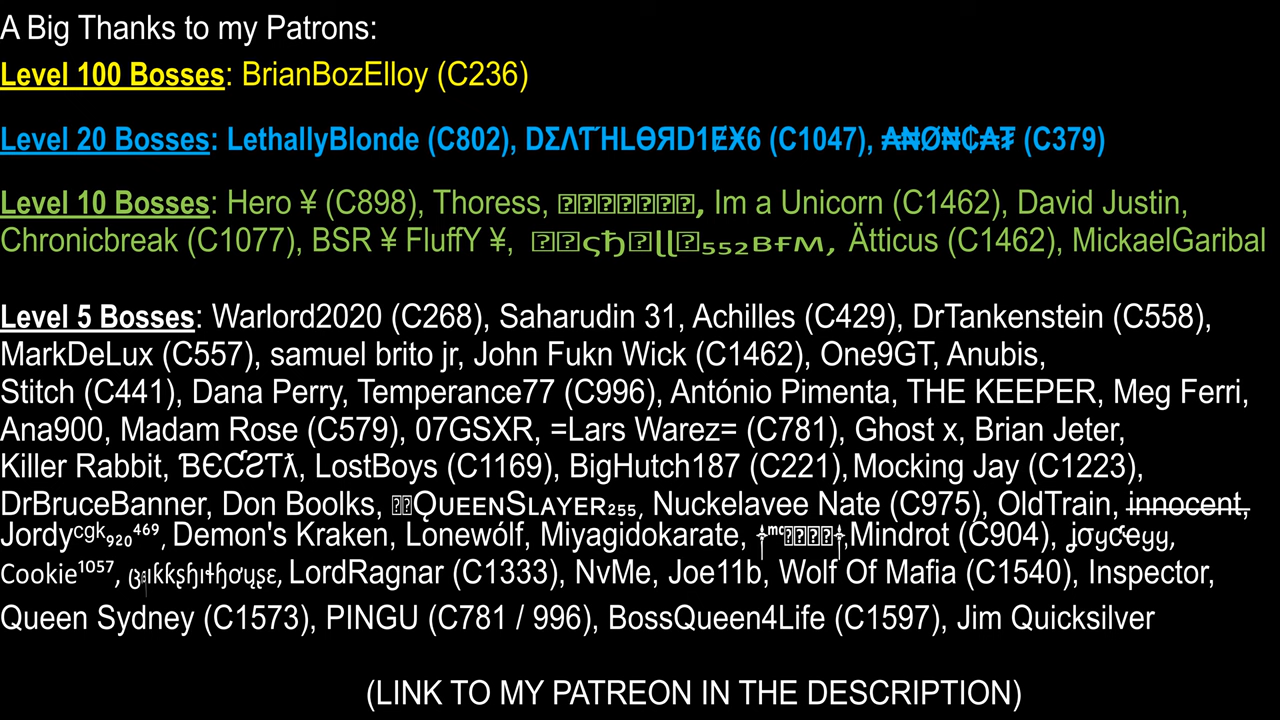 A Big Thanks to my Patrons:
Level 100 Bosses: BrianBozElloy (C236)
Level 20 Bosses: LethallyBlonde (C802), DΣΛƬΉLӨЯD1ɆӾ6 (C1047), ₳₦Ø₦₵₳₮ (C379)
Level 10 Bosses: Hero ¥ (C898), Thoress, Im a Unicorn (C1462), David Justin,
Chronicbreak (C1077), BSR ¥ FluffY ¥, Ätticus (C1462), MickaelGaribal
Level 5 Bosses: Warlord2020 (C268), Saharudin 31, Achilles (C429), DrTankenstein (C558),
MarkDeLux (C557), samuel brito jr, John Fukn Wick (C1462), One9GT, Anubis,
Stitch (C441), Dana Perry, Temperance77 (C996), António Pimenta, THE KEEPER, Meg Ferri,
Ana900, Madam Rose (C579), 07GSXR, =Lars Warez= (C781), Ghost x, Brian Jeter,
Killer Rabbit, ƁЄƇƧƬƛ, LostBoys (C1169), BigHutch187 (C221), Mocking Jay (C1223),
DrBruceBanner, Don Boolks, QᴜᴇᴇɴSʟᴀʏᴇʀ₂₅₅, Nuckelavee Nate (C975), OldTrain, innocent,
Jordyᶜᵍᵏ₉₂₀⁴⁶⁹, Demon's Kraken, Lonewólf, Miyagidokarate, Mindrot (C904), ʝσყƈҽყყ,
Cookie¹⁰⁵⁷, LordRagnar (C1333), NvMe, Joe11b, Wolf Of Mafia (C1540), Inspector,
Queen Sydney (C1573), PINGU (C781 / 996), BossQueen4Life (C1597), Jim Quicksilver
(LINK TO MY PATREON IN THE DESCRIPTION)